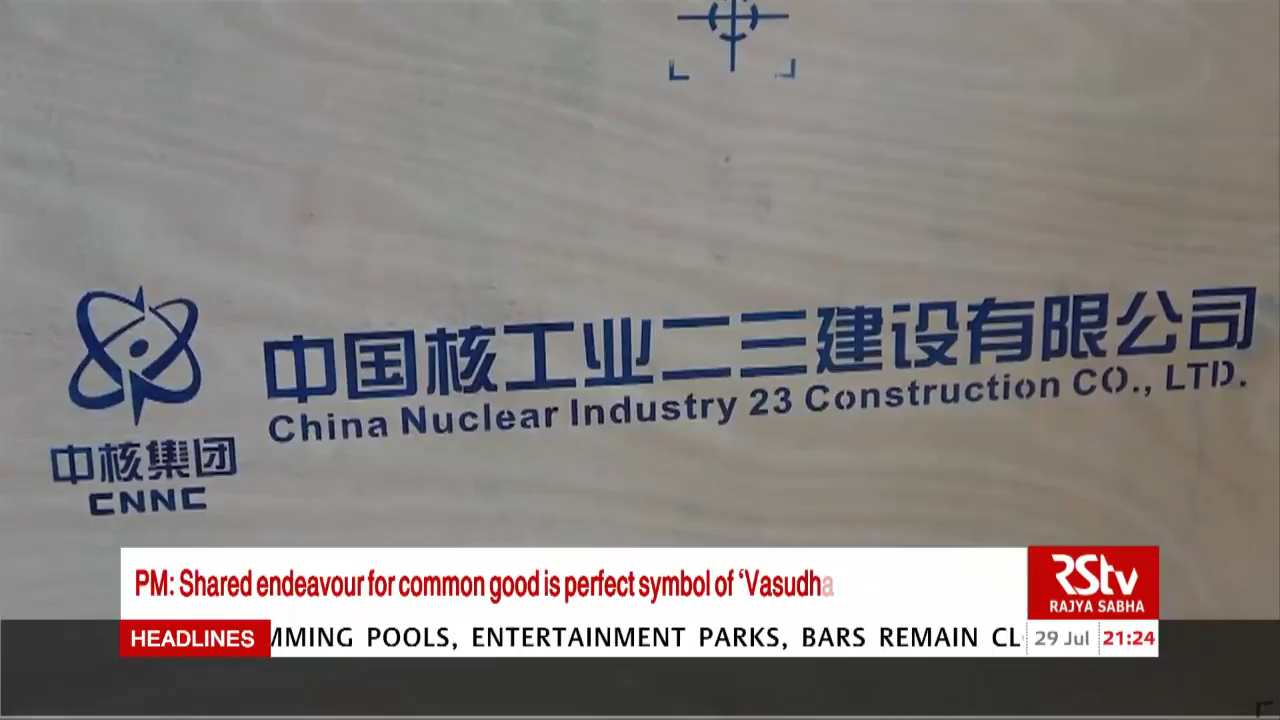 中国核工业二三建设有限公司
China Nuclear Industry 23 Construction CO., LTD.
中核集团
CNNC
PM: Shared endeavour for common good is perfect symbol of ‘Vasudha
RStv
RAJYA SABHA
HEADLINES
MMING POOLS, ENTERTAINMENT PARKS, BARS REMAIN CL
29 Jul
21:24